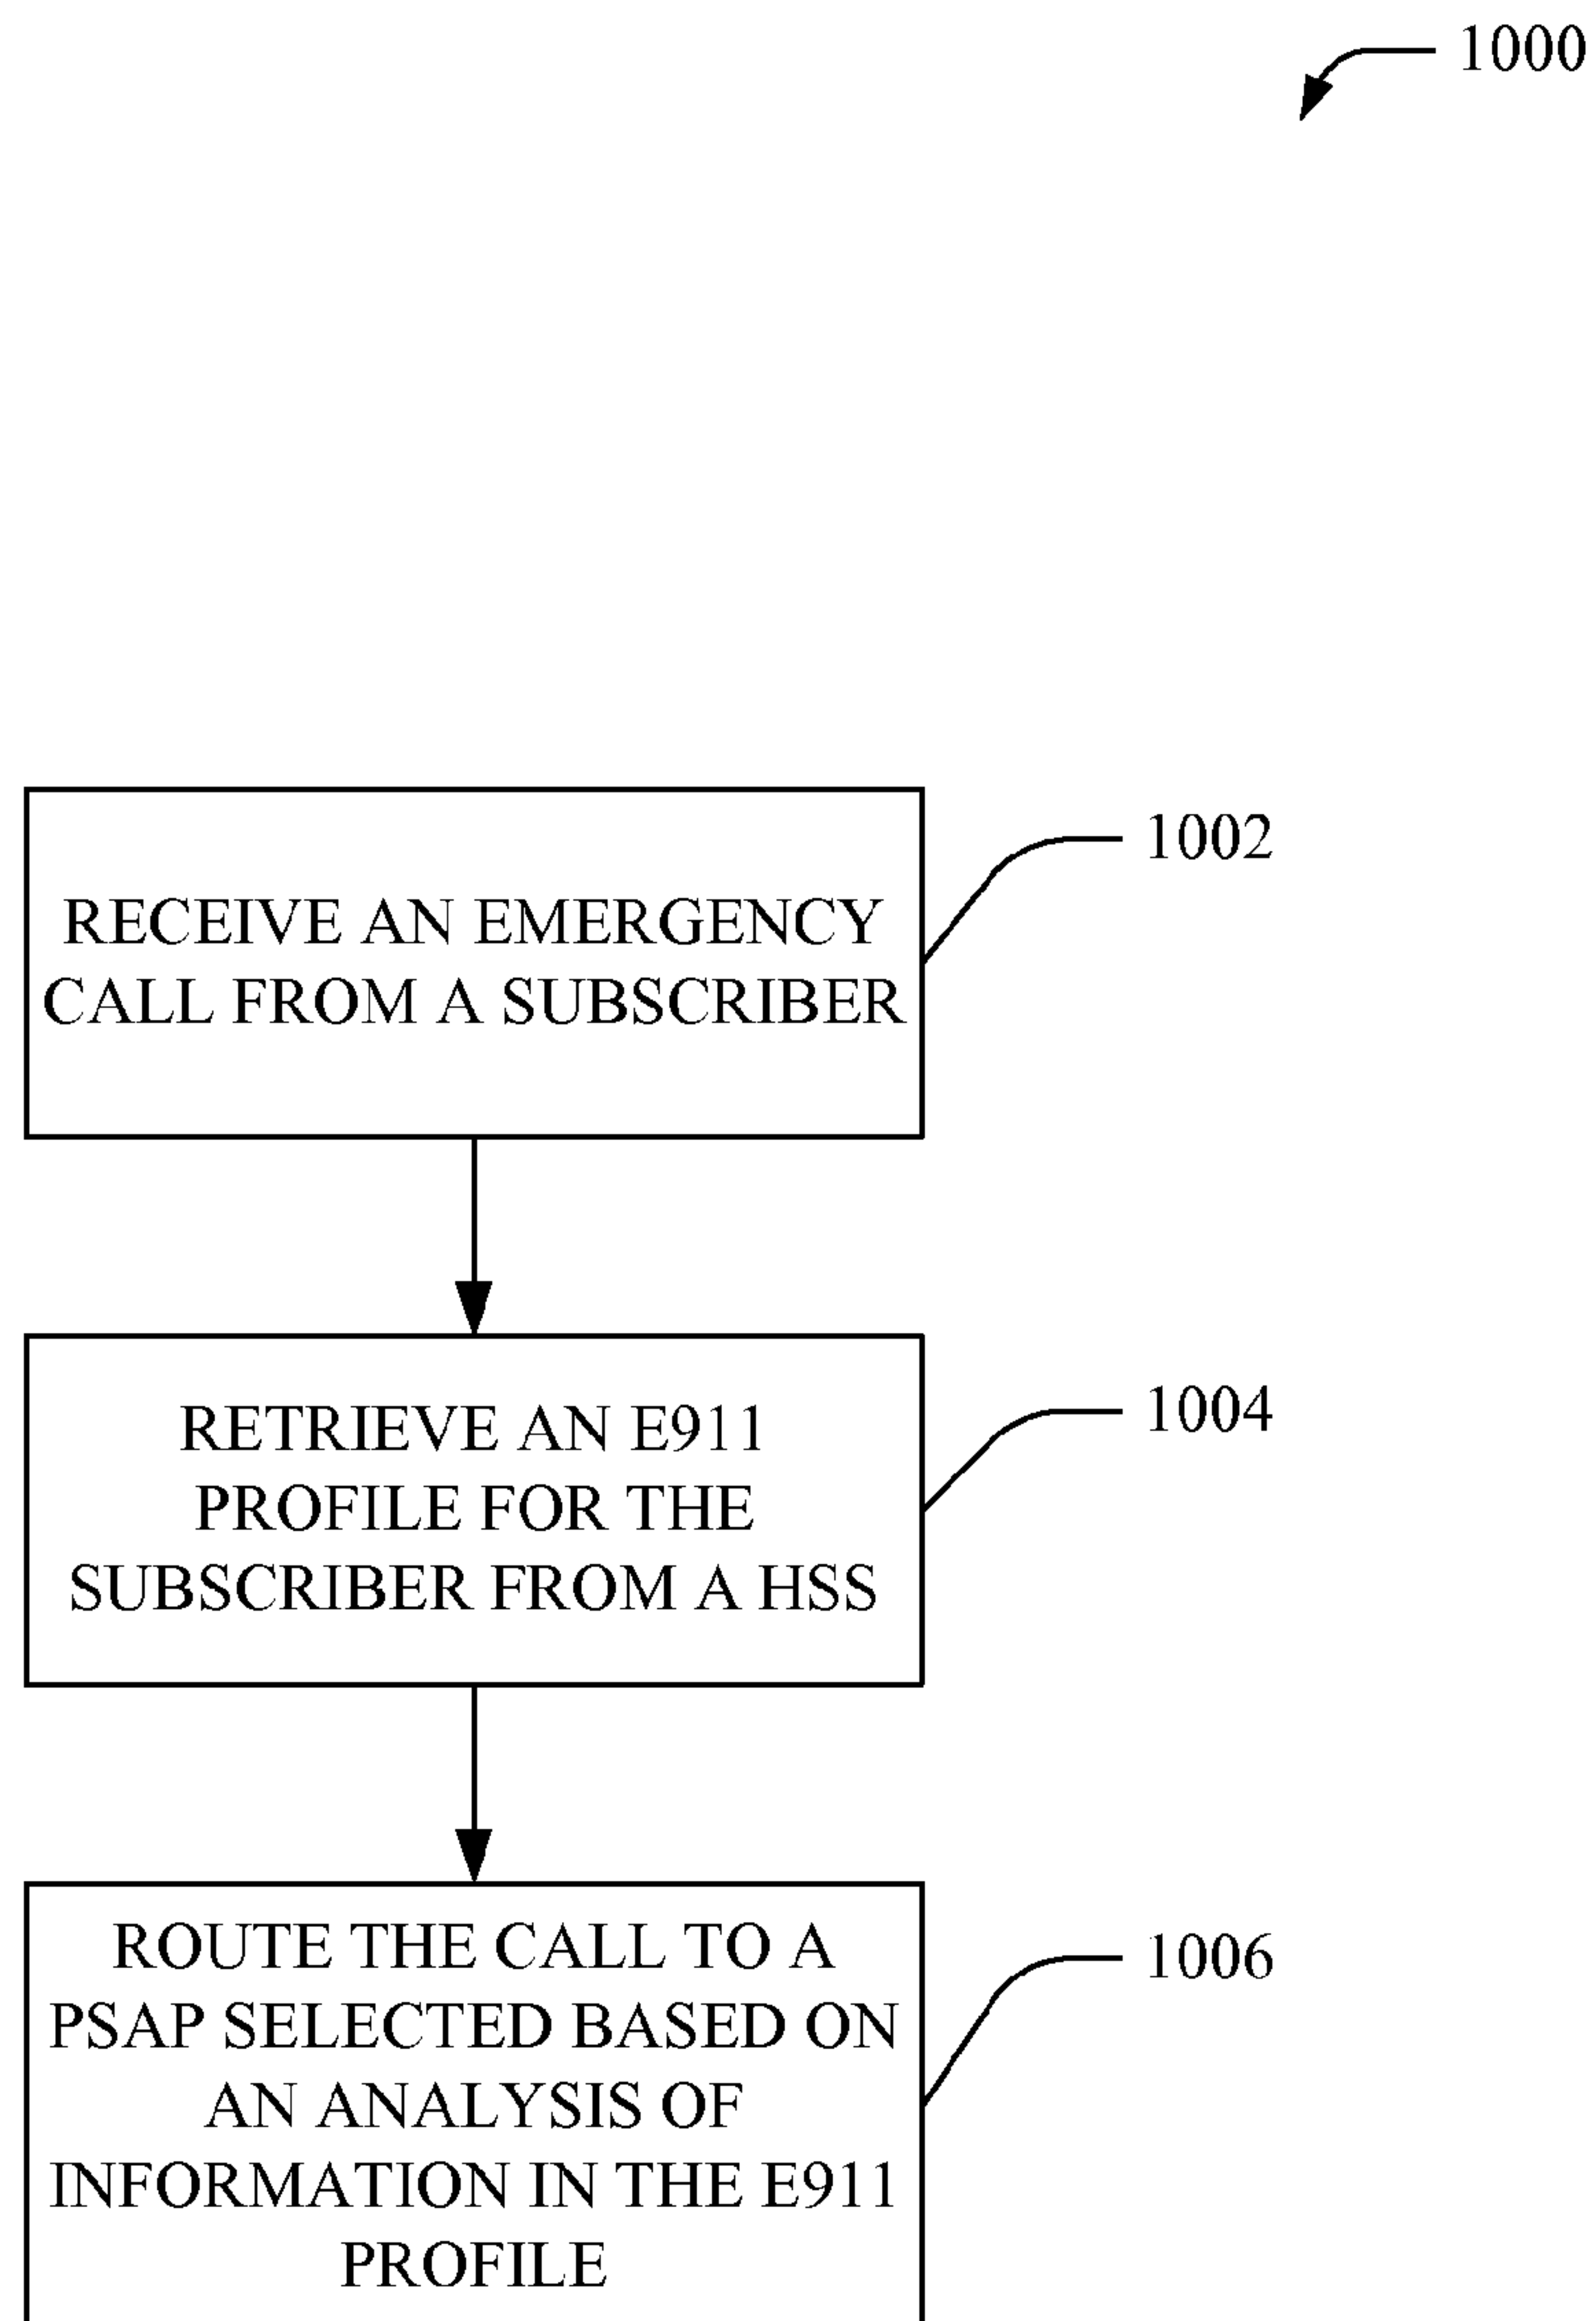 1000
RECEIVE AN EMERGENCY
CALL FROM A SUBSCRIBER
1002
RETRIEVE AN E911
PROFILE FOR THE
SUBSCRIBER FROM A HSS
1004
ROUTE THE CALL TO A
PSAP SELECTED BASED ON
AN ANALYSIS OF
INFORMATION IN THE E911
PROFILE
1006